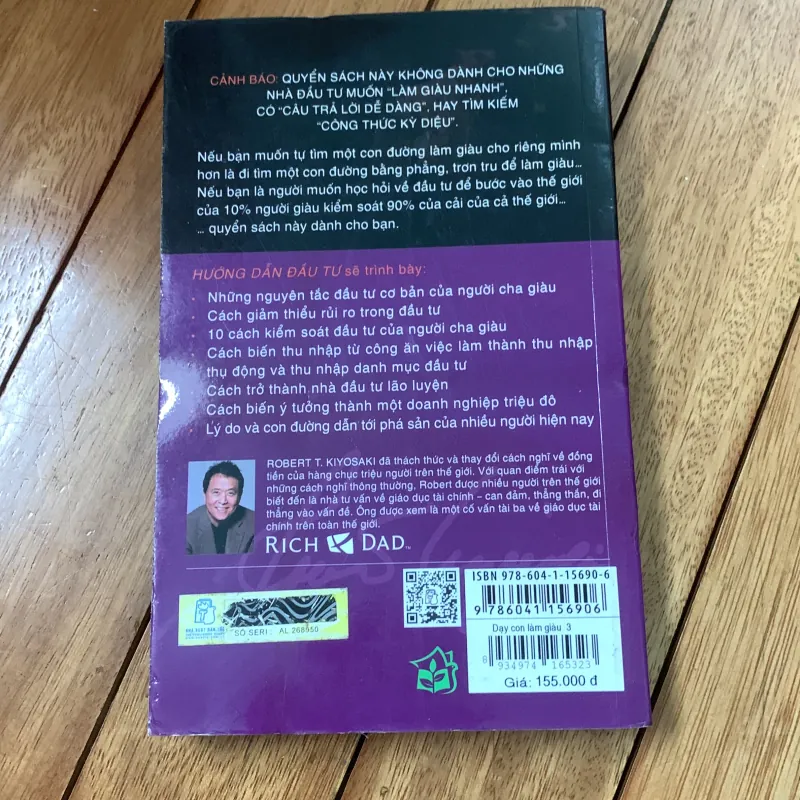 CẢNH BÁO: QUYỂN SÁCH NÀY KHÔNG DÀNH CHO NHỮNG
NHÀ ĐẦU TƯ MUỐN “LÀM GIÀU NHANH”,
CÓ “CÂU TRẢ LỜI DỄ DÀNG”, HAY TÌM KIẾM
“CÔNG THỨC KỲ DIỆU”.
Nếu bạn muốn tự tìm một con đường làm giàu cho riêng mình
hơn là đi tìm một con đường bằng phẳng, trơn tru để làm giàu...
Nếu bạn là người muốn học hỏi về đầu tư để bước vào thế giới
của 10% người giàu kiểm soát 90% của cải của cả thế giới...
... quyển sách này dành cho bạn.
HƯỚNG DẪN ĐẦU TƯ sẽ trình bày:
· Những nguyên tắc đầu tư cơ bản của người cha giàu
· Cách giảm thiểu rủi ro trong đầu tư
· 10 cách kiểm soát đầu tư của người cha giàu
· Cách biến thu nhập từ công ăn việc làm thành thu nhập
thụ động và thu nhập danh mục đầu tư
· Cách trở thành nhà đầu tư lão luyện
Cách biến ý tưởng thành một doanh nghiệp triệu đô
Lý do và con đường dẫn tới phá sản của nhiều người hiện nay
ROBERT T. KIYOSAKI đã thách thức và thay đổi cách nghĩ về đồng
tiền của hàng chục triệu người trên thế giới. Với quan điểm trái với
những cách nghĩ thông thường, Robert được nhiều người trên thế giới
biết đến là nhà tư vấn về giáo dục tài chính – can đảm, thẳng thắn, đi
thẳng vào vấn đề. Ông được xem là một cố vấn tài ba về giáo dục tài
chính trên toàn thế giới.
RICH DAD™
ISBN 978-604-1-15690-6
9 786041 156906
Dạy con làm giàu 3
8 934974 165323
Giá: 155.000 đ
NHÀ XUẤT BẢN TRẺ
SỐ SERI : AL 268950